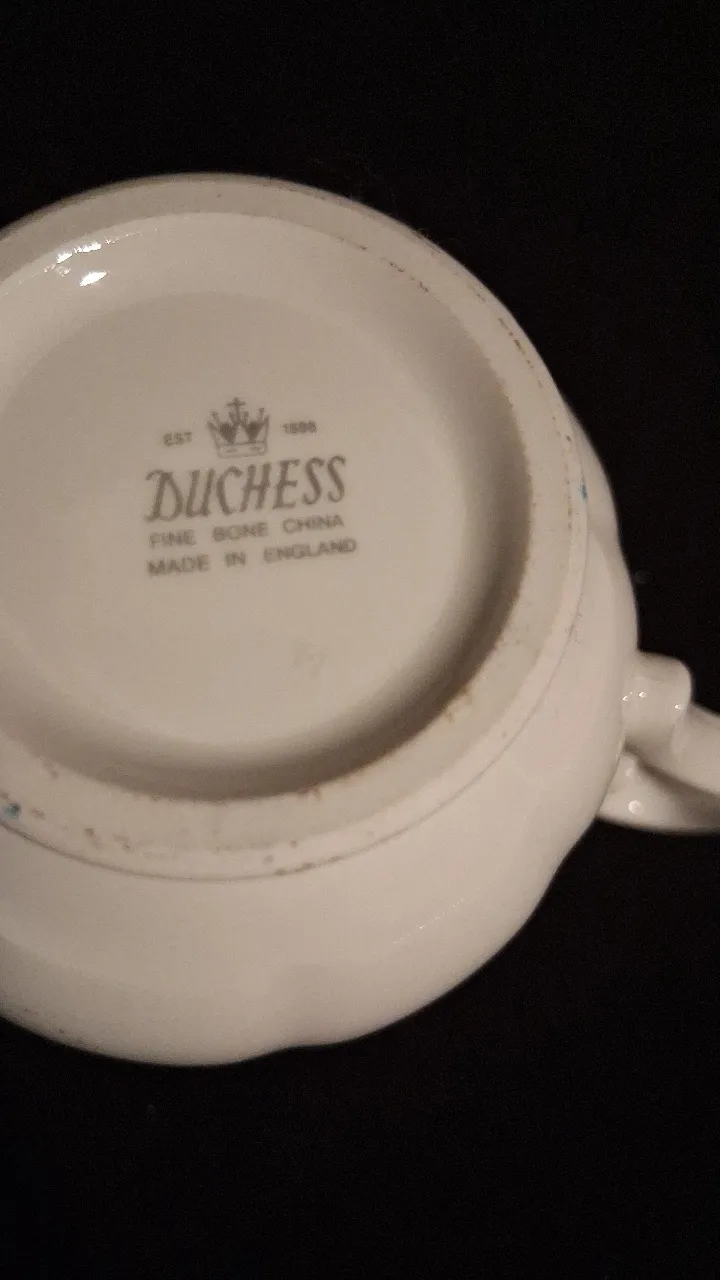 EST 1888
DUCHESS
FINE BONE CHINA
MADE IN ENGLAND